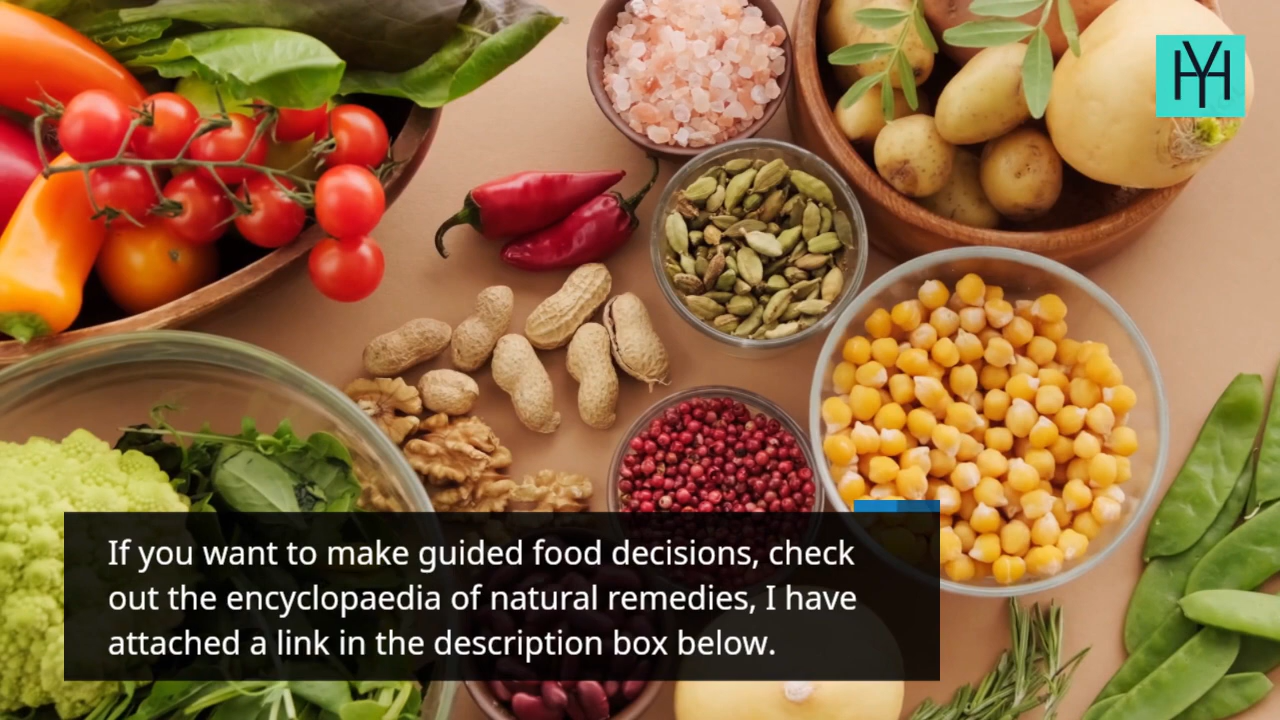 YH
If you want to make guided food decisions, check
out the encyclopaedia of natural remedies, I have
attached a link in the description box below.